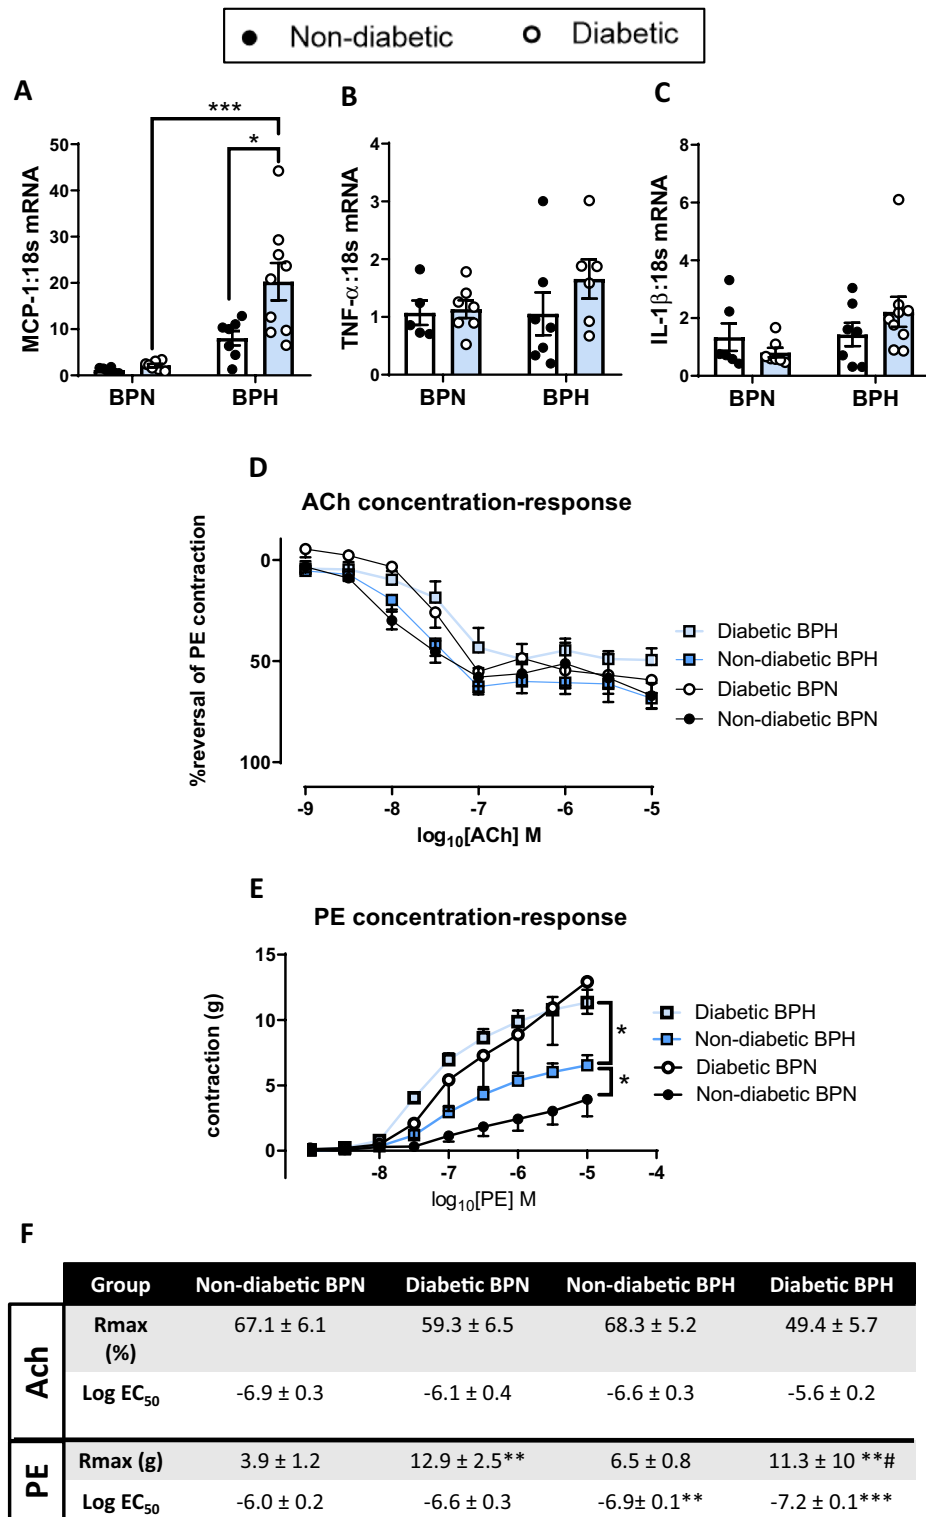 Non-diabetic Diabetic
A
B
C
***
*
MCP-1:18s mRNA
50
40
30
20
10
0
BPN BPH
TNF-α:18s mRNA
4
3
2
1
0
BPN BPH
IL-1β:18s mRNA
8
6
4
2
0
BPN BPH
D
ACh concentration-response
%reversal of PE contraction
0
50
100
-9 -8 -7 -6 -5
log10[ACh] M
Diabetic BPH
Non-diabetic BPH
Diabetic BPN
Non-diabetic BPN
E
PE concentration-response
contraction (g)
15
10
5
0
-8 -7 -6 -5 -4
log10[PE] M
*
*
Diabetic BPH
Non-diabetic BPH
Diabetic BPN
Non-diabetic BPN
F
Group Non-diabetic BPN Diabetic BPN Non-diabetic BPH Diabetic BPH
Ach
Rmax (%) 67.1 ± 6.1 59.3 ± 6.5 68.3 ± 5.2 49.4 ± 5.7
Log EC50 -6.9 ± 0.3 -6.1 ± 0.4 -6.6 ± 0.3 -5.6 ± 0.2
PE
Rmax (g) 3.9 ± 1.2 12.9 ± 2.5** 6.5 ± 0.8 11.3 ± 10 **#
Log EC50 -6.0 ± 0.2 -6.6 ± 0.3 -6.9± 0.1** -7.2 ± 0.1***